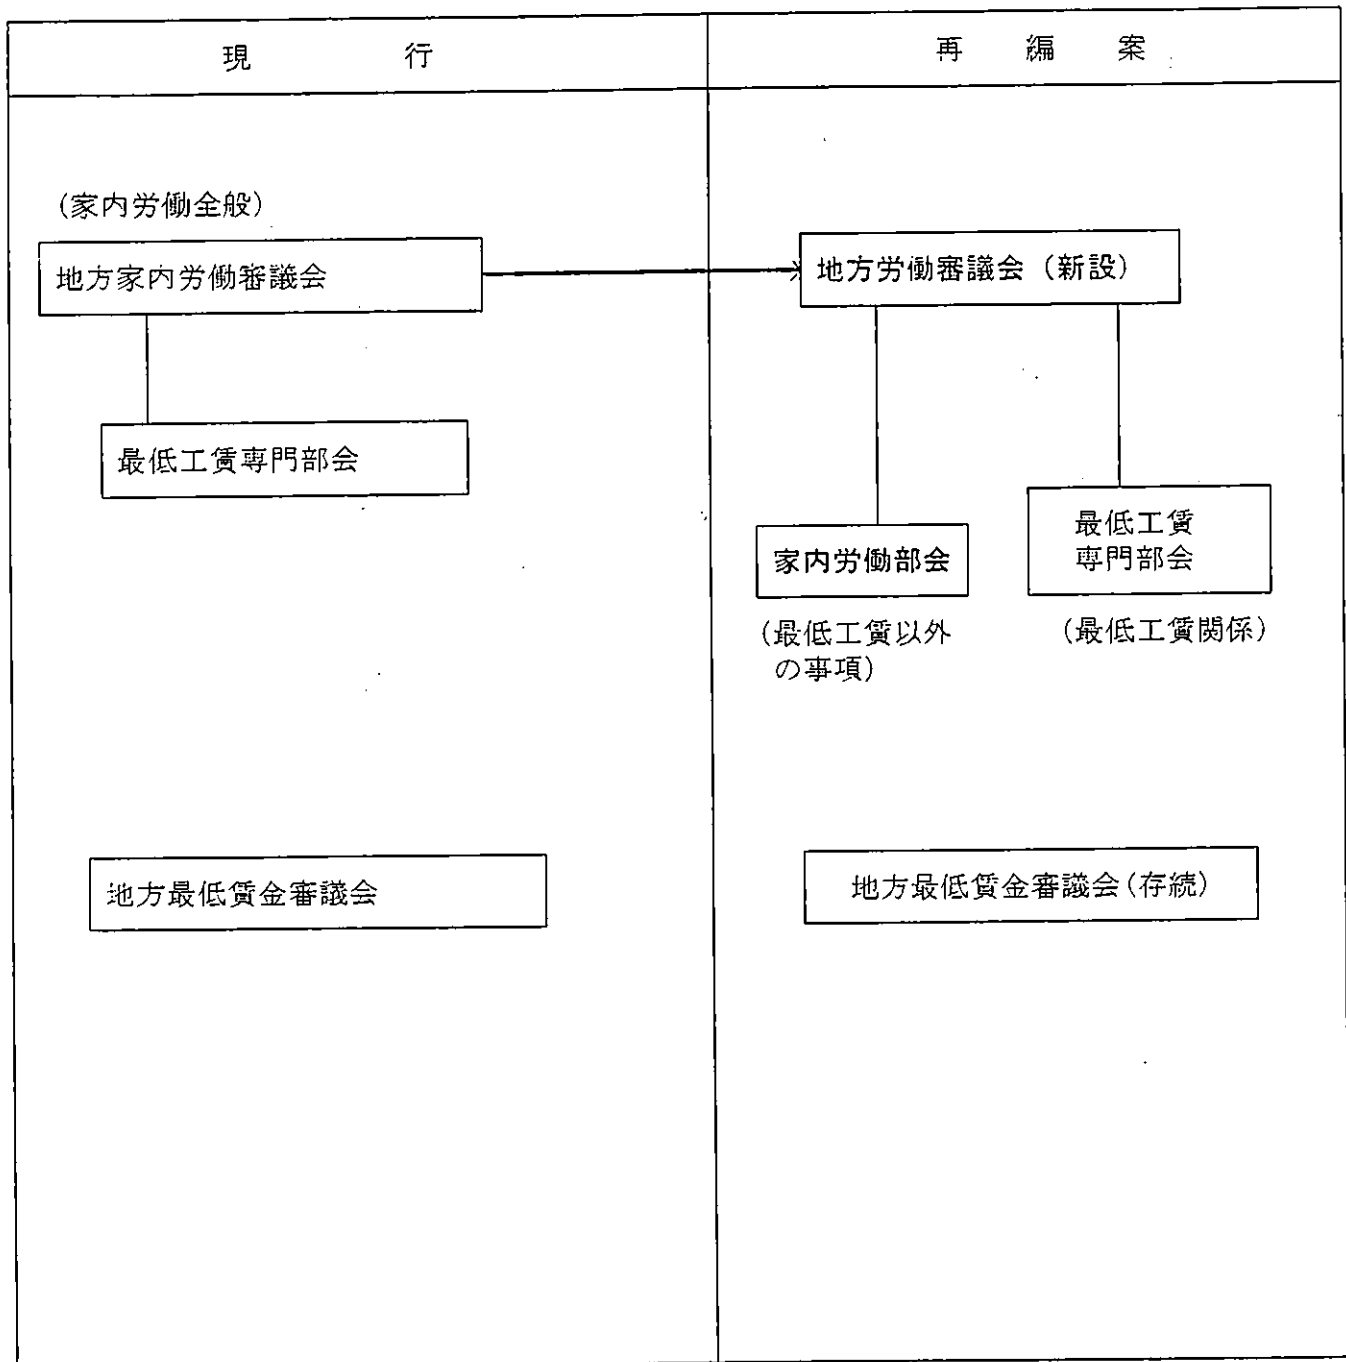 現 行
再 編 案
(家内労働全般)
地方家内労働審議会
最低工賃専門部会
地方最低賃金審議会
地方労働審議会(新設)
家内労働部会
(最低工賃以外
の事項)
最低工賃
専門部会
(最低工賃関係)
地方最低賃金審議会(存続)